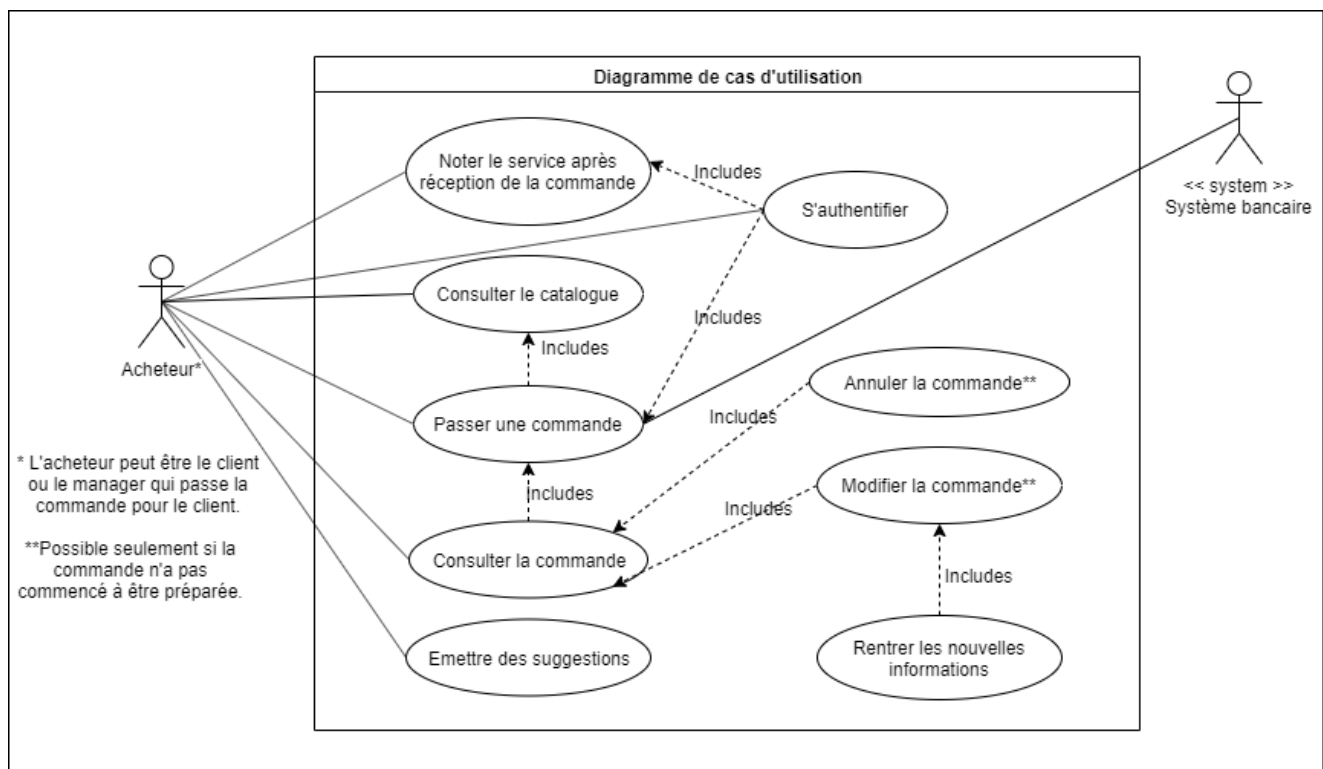 Diagramme de cas d'utilisation
Noter le service après
réception de la commande
Includes
S'authentifier
<< system >>
Système bancaire
Consulter le catalogue
Includes
Includes
Acheteur*
Annuler la commande**
Passer une commande
Includes
* L'acheteur peut être le client
ou le manager qui passe la
commande pour le client.
Includes
Modifier la commande**
Includes
**Possible seulement si la
commande n'a pas
commencé à être préparée.
Consulter la commande
Includes
Emettre des suggestions
Rentrer les nouvelles
informations